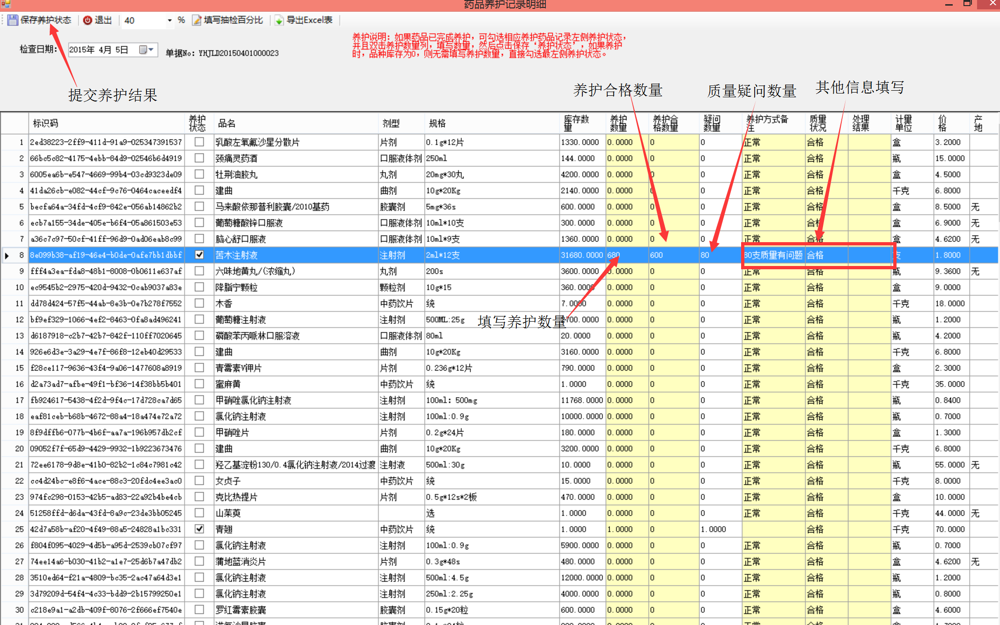 药品养护记录明细
保存养护状态 退出 40 % 填写抽检百分比 导出Excel表
养护说明：如果药品已完成养护，可勾选相应养护药品记录左侧养护状态，
并且双击养护数量列，填写数量，然后点击保存‘养护状态’，如果养护
时，品种库存为0，则无需填写养护数量，直接勾选最左侧养护状态。
检查日期： 2015年 4月 5日 单据No：YHJLD20150401000023
提交养护结果 养护合格数量 质量疑问数量 其他信息填写
标识码 养护状态 品名 剂型 规格 库存数量 养护数量 养护合格数量 疑问数量 养护方式备注 质量状况 处理结果 计量单位 价格 产地
1 2ed38223-2ff9-411d-91a9-025347391537 乳酸左氧氟沙星分散片 片剂 0.1g*12片 1330.0000 0.0000 0 0 正常 合格 盒 3.2000
2 66bc5c82-4175-4ebb-84d9-02546b6d4919 颈痛灵药酒 口服液体剂 250ml 144.0000 0.0000 0 0 正常 合格 瓶 15.0000
3 6005ea6b-e547-4669-99b4-03cd9323de09 牡荆油胶丸 丸剂 20mg*30丸 4200.0000 0.0000 0 0 正常 合格 盒 4.5000
4 41da26cb-e082-44cf-9c76-0464caceedf4 建曲 曲剂 10g*20Kg 2140.0000 0.0000 0 0 正常 合格 千克 6.8000
5 becfa64a-34fd-4cf9-842e-056ab14862b2 马来酸依那普利胶囊/2010基药 胶囊剂 5mg*36s 600.0000 0.0000 0 0 正常 合格 盒 8.5000 无
6 ecb7a155-34de-405e-b6f4-05a861503e53 葡萄糖酸锌口服液 口服液体剂 10ml*10支 300.0000 0.0000 0 0 正常 合格 盒 6.9000 无
7 a36c7c97-50cf-41ff-96d9-0ad06eab8c99 脑心舒口服液 口服液体剂 10ml*9支 1360.0000 0.0000 0 0 正常 合格 盒 4.6200 无
8 8e099b38-af19-46e4-b0de-0afe7bb1dbbf 苦木注射液 注射剂 2ml*12支 31680.0000 680 600 80 80支质量有问题 合格 支 1.8000
9 fff4a3ea-fda8-48b1-8008-0b0611e637af 六味地黄丸/(浓缩丸) 丸剂 200s 3600.0000 0.0000 0 0 正常 合格 瓶 9.3600 无
10 ec9545b2-2975-420d-9432-0cab9037a83e 降脂宁颗粒 颗粒剂 10g*15 360.0000 0.0000 0 0 正常 合格 盒 9.0000
11 dd78d424-57f5-44ab-8e3b-0e7b278f7552 木香 中药饮片 统 7.0000 0.0000 0 0 正常 合格 千克 18.0000
填写养护数量
12 bf9ef329-1066-4ef2-8463-0fa8ad496241 葡萄糖注射液 注射剂 500ML:25g 700.0000 0.0000 0 0 正常 合格 瓶 1.2000
13 d6187918-c2b7-42b7-842f-110ff7020645 磷酸苯丙哌林口服溶液 口服液体剂 80ml 20.0000 0.0000 0 0 正常 合格 瓶 4.2000
14 926e6d3e-3a29-4e7f-86f8-12eb40d29533 建曲 曲剂 10g*20Kg 3160.0000 0.0000 0 0 正常 合格 千克 6.8000
15 f28ce117-9636-43f4-9a06-1477608a8919 青霉素V钾片 片剂 0.236g*12片 790.0000 0.0000 0 0 正常 合格 盒 2.3000
16 d2a73ad7-afbe-49f1-bf36-14f38bb5b401 蜜麻黄 中药饮片 统 1.0000 0.0000 0 0 正常 合格 千克 35.0000
17 fb924617-5438-4f2d-9f4c-17d728ca7d65 甲硝唑氯化钠注射液 注射剂 100ml：500mg 11768.0000 0.0000 0 0 正常 合格 瓶 0.8400
18 eaf81ceb-b68b-4672-88a4-18a474e72a72 氯化钠注射液 注射剂 100ml:0.9g 10000.0000 0.0000 0 0 正常 合格 瓶 0.7000
19 8f9dffb6-077b-4b6f-aa7a-196b957db2cf 甲硝唑片 片剂 0.2g*24片 180.0000 0.0000 0 0 正常 合格 盒 1.3000
20 09052f7f-65d9-4429-9932-1b9223673476 建曲 曲剂 10g*20Kg 3200.0000 0.0000 0 0 正常 合格 千克 6.8000
21 72ee6178-9d8e-41b0-82b2-1c84c7981c42 羟乙基淀粉130/0.4氯化钠注射液/2014过渡 注射液 500ml:30g 10.0000 0.0000 0 0 正常 合格 瓶 55.0000 无
22 cc4d24bc-e8f6-4ace-88c3-20fdc4ee3ac0 女贞子 中药饮片 统 15.0000 0.0000 0 0 正常 合格 千克 8.0000
23 974fc298-0153-42b5-ad83-22a92b4be4cb 克比热提片 片剂 0.5g*12s*2板 470.0000 0.0000 0 0 正常 合格 盒 10.0000
24 51258ffd-d6da-43fd-8a9c-23de3bb05245 山茱萸 选 1.0000 0.0000 0 0 正常 合格 千克 44.0000 无
25 42d7a58b-af20-4f49-88a5-24828a1bc331 青翘 中药饮片 统 1.0000 1.0000 0 1.0000 合格 千克 70.0000
26 f804f095-4029-4d5b-a95d-2539cb07cf97 氯化钠注射液 注射剂 100ml:0.9g 5900.0000 0.0000 0 0 正常 合格 瓶 0.7000
27 74ee14a6-b030-41b2-a1e7-25d6b7a47db2 蒲地蓝消炎片 片剂 0.3g*48s 480.0000 0.0000 0 0 正常 合格 盒 4.6200 无
28 3510ed64-f21a-4809-bc35-2ac47a64d3e1 氯化钠注射液 注射剂 500ml:4.5g 12000.0000 0.0000 0 0 正常 合格 瓶 1.2000
29 3d79209d-54f4-4c33-bdd9-2b15799250e1 氯化钠注射液 注射剂 250ml:2.25g 4000.0000 0.0000 0 0 正常 合格 瓶 0.8000
30 c218e9a1-a2db-409f-8076-2f666ef7540e 罗红霉素胶囊 胶囊剂 0.15g*20粒 600.0000 0.0000 0 0 正常 合格 盒 4.6000